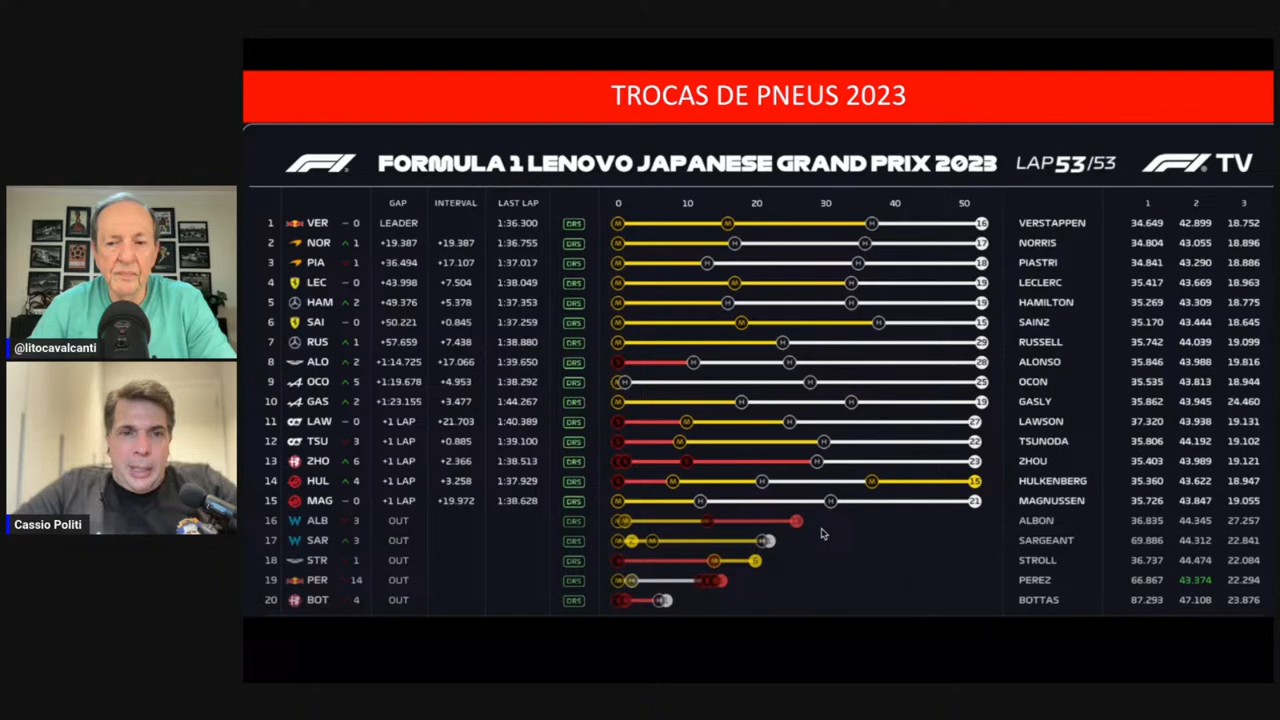 TROCAS DE PNEUS 2023
FORMULA 1 LENOVO JAPANESE GRAND PRIX 2023 LAP 53/53 F1 TV
GAP INTERVAL LAST LAP 0 10 20 30 40 50 1 2 3
1 VER – 0 LEADER 1:36.300 DRS M M H 16 VERSTAPPEN 34.649 42.899 18.752
2 NOR 1 +19.387 +19.387 1:36.755 DRS M H H 17 NORRIS 34.804 43.055 18.896
3 PIA 1 +36.494 +17.107 1:37.017 DRS M H H 18 PIASTRI 34.841 43.290 18.886
4 LEC – 0 +43.998 +7.504 1:38.049 DRS M M H 19 LECLERC 35.417 43.669 18.963
5 HAM 2 +49.376 +5.378 1:37.353 DRS M H H 19 HAMILTON 35.269 43.309 18.775
6 SAI – 0 +50.221 +0.845 1:37.259 DRS M M H 15 SAINZ 35.170 43.444 18.645
7 RUS 1 +57.659 +7.438 1:38.880 DRS M H 29 RUSSELL 35.742 44.039 19.099
8 ALO 2 +1:14.725 +17.066 1:39.650 DRS S H H 28 ALONSO 35.846 43.988 19.816
9 OCO 5 +1:19.678 +4.953 1:38.292 DRS M H H 25 OCON 35.535 43.813 18.944
10 GAS 2 +1:23.155 +3.477 1:44.267 DRS M H H 19 GASLY 35.862 43.945 24.460
11 LAW – 0 +1 LAP +21.703 1:40.389 DRS S M H 27 LAWSON 37.320 43.938 19.131
12 TSU 3 +1 LAP +0.885 1:39.100 DRS S M H 22 TSUNODA 35.806 44.192 19.102
13 ZHO 6 +1 LAP +2.366 1:38.513 DRS S S S H 23 ZHOU 35.403 43.989 19.121
14 HUL 4 +1 LAP +3.258 1:37.929 DRS S M H M 15 HULKENBERG 35.360 43.622 18.947
15 MAG – 0 +1 LAP +19.972 1:38.628 DRS M H H 21 MAGNUSSEN 35.726 43.847 19.055
16 ALB 3 OUT DRS M M ALBON 36.835 44.345 27.257
17 SAR 3 OUT DRS M M H SARGEANT 69.886 44.312 22.841
18 STR 1 OUT DRS S M STROLL 36.737 44.474 22.084
19 PER 14 OUT DRS M H PEREZ 66.867 43.374 22.294
20 BOT 4 OUT DRS H BOTTAS 87.293 47.108 23.876
@litocavalcanti
Cassio Politi